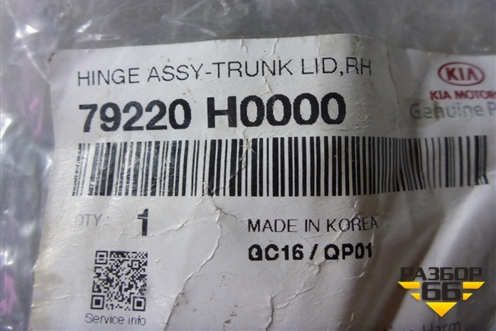 HINGE ASSY-TRUNK LID,RH
79220 H0000
KIA
KIA MOTORS
Genuine P
QTY: 1
MADE IN KOREA
GC16 / QP01
Service info
РАЗБОР
66